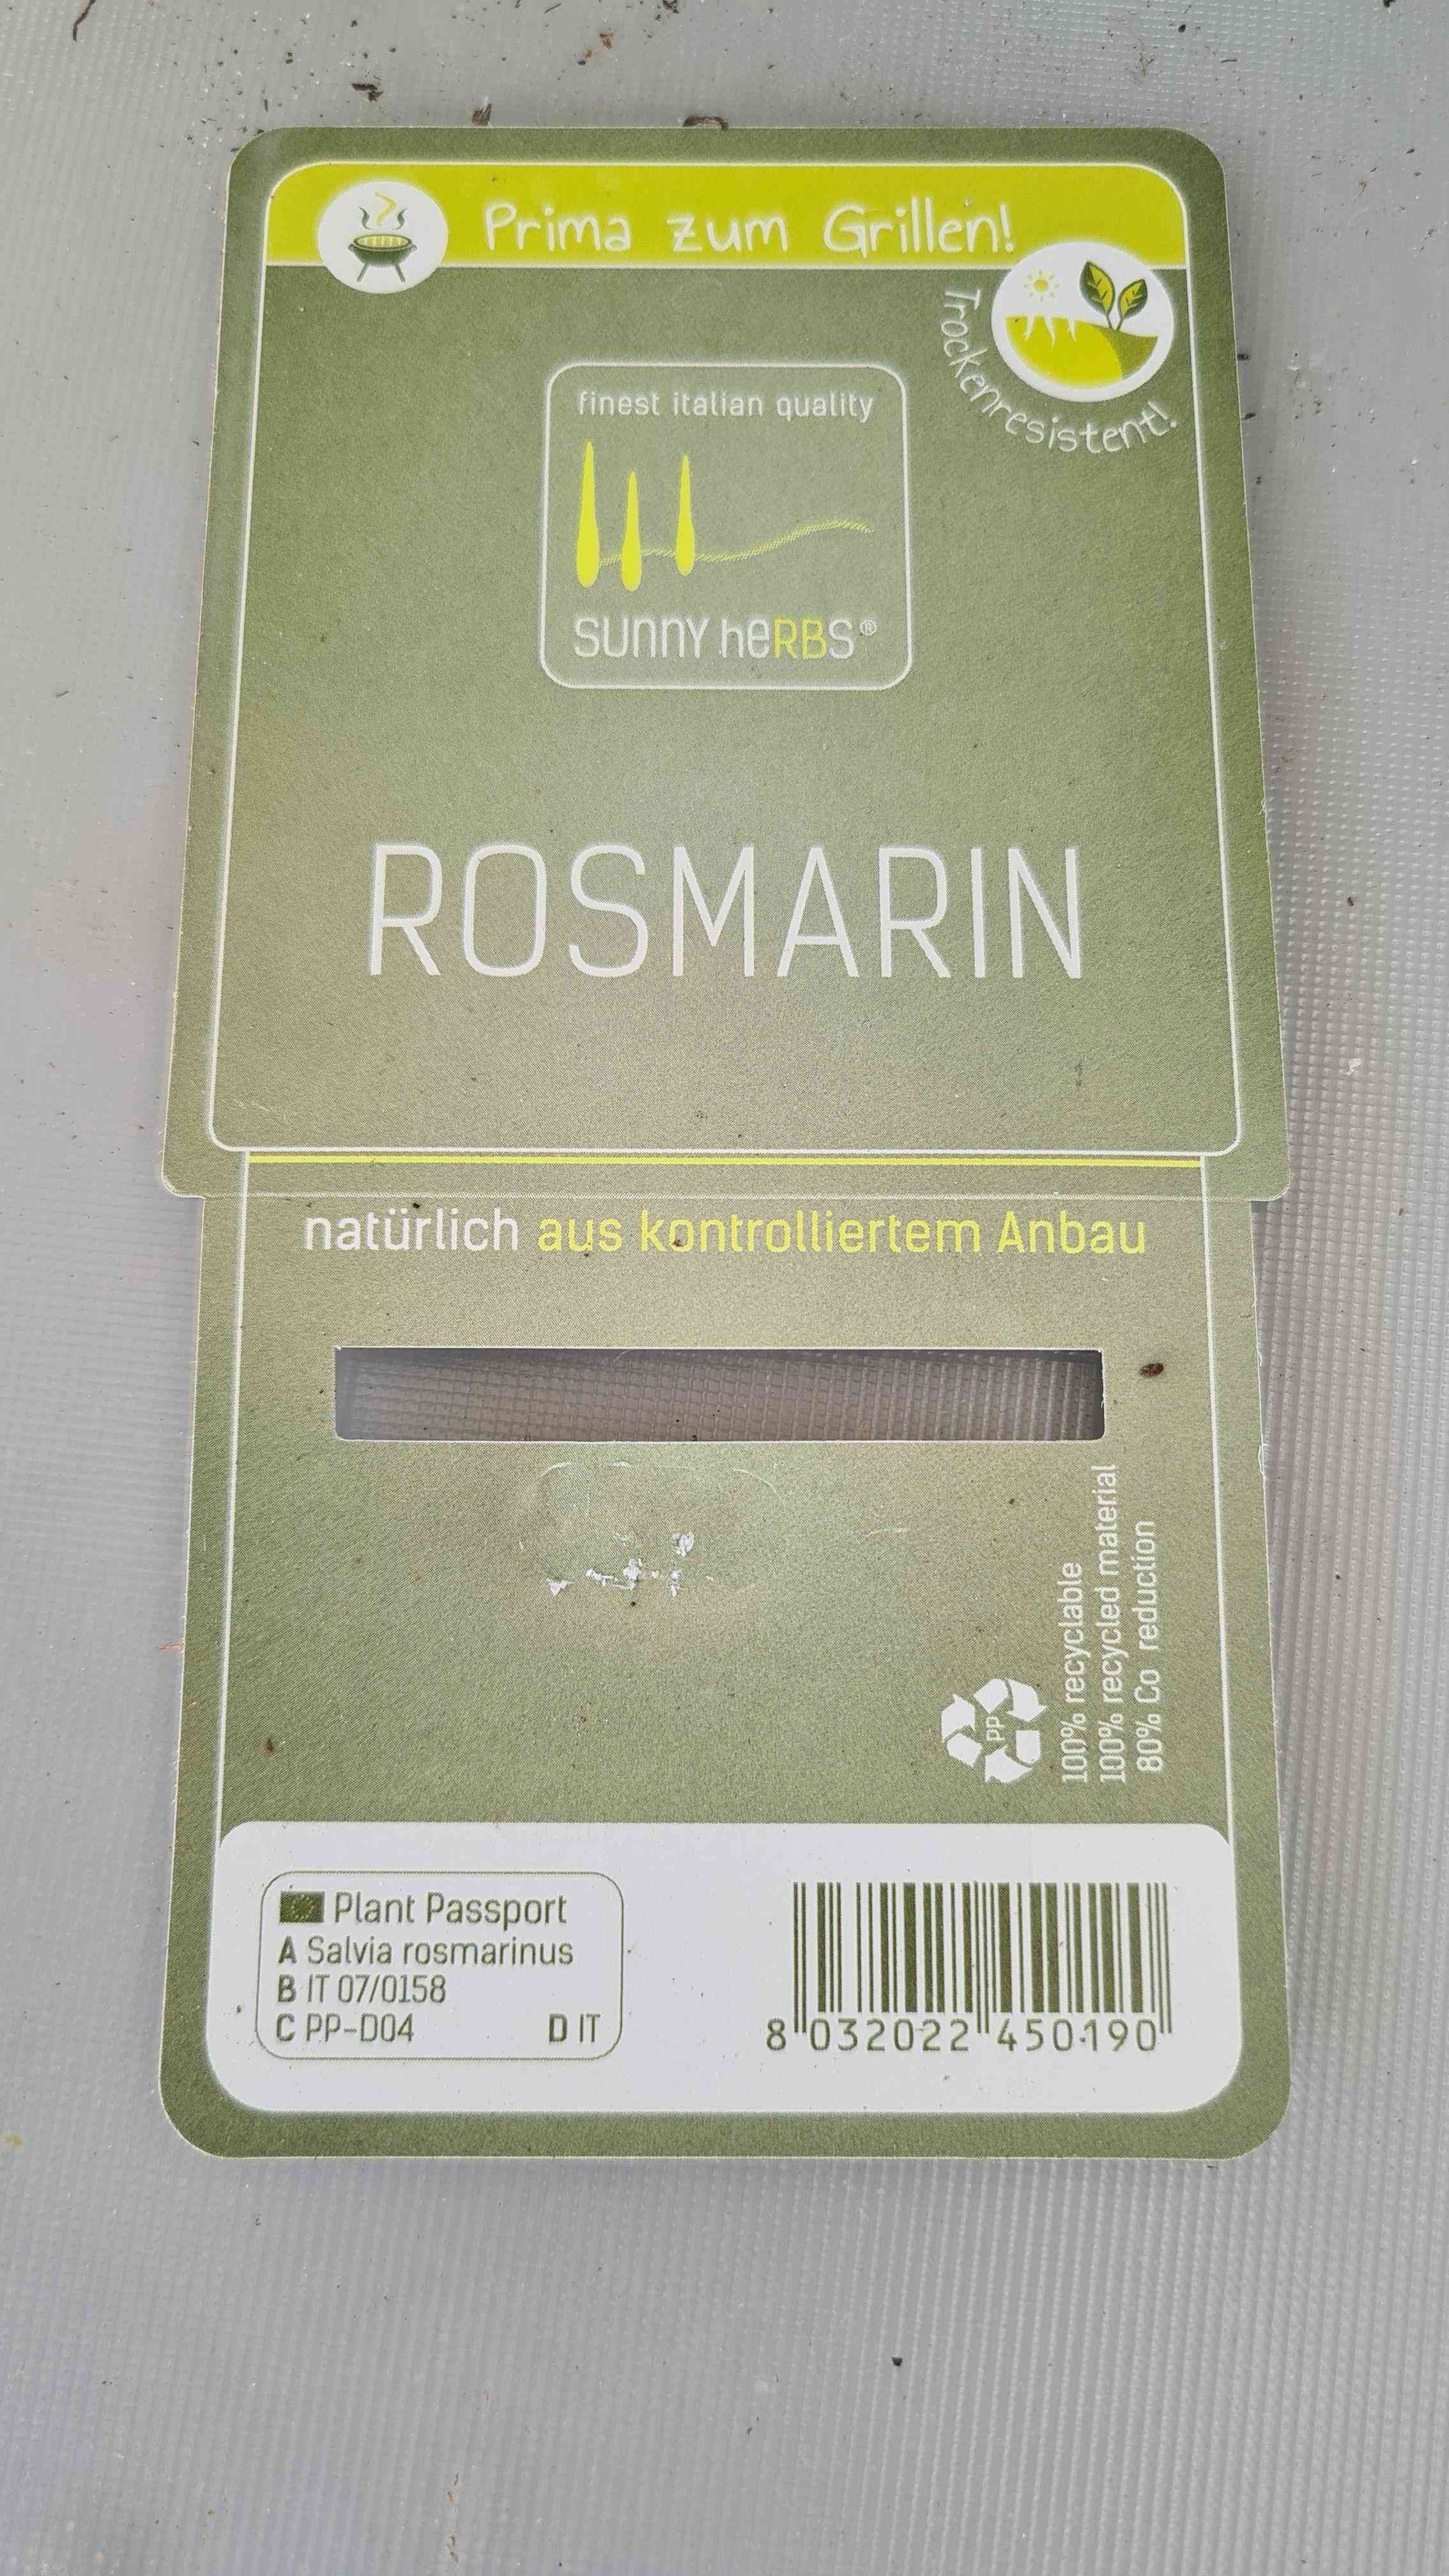 Prima zum Grillen!
Trockenresistent!
finest italian quality
SUNNY HERBS®
ROSMARIN
natürlich aus kontrolliertem Anbau
100% recyclable
100% recycled material
80% Co reduction
PP
Plant Passport
A Salvia rosmarinus
B IT 07/0158
C PP-D04 D IT
8 032022 450190